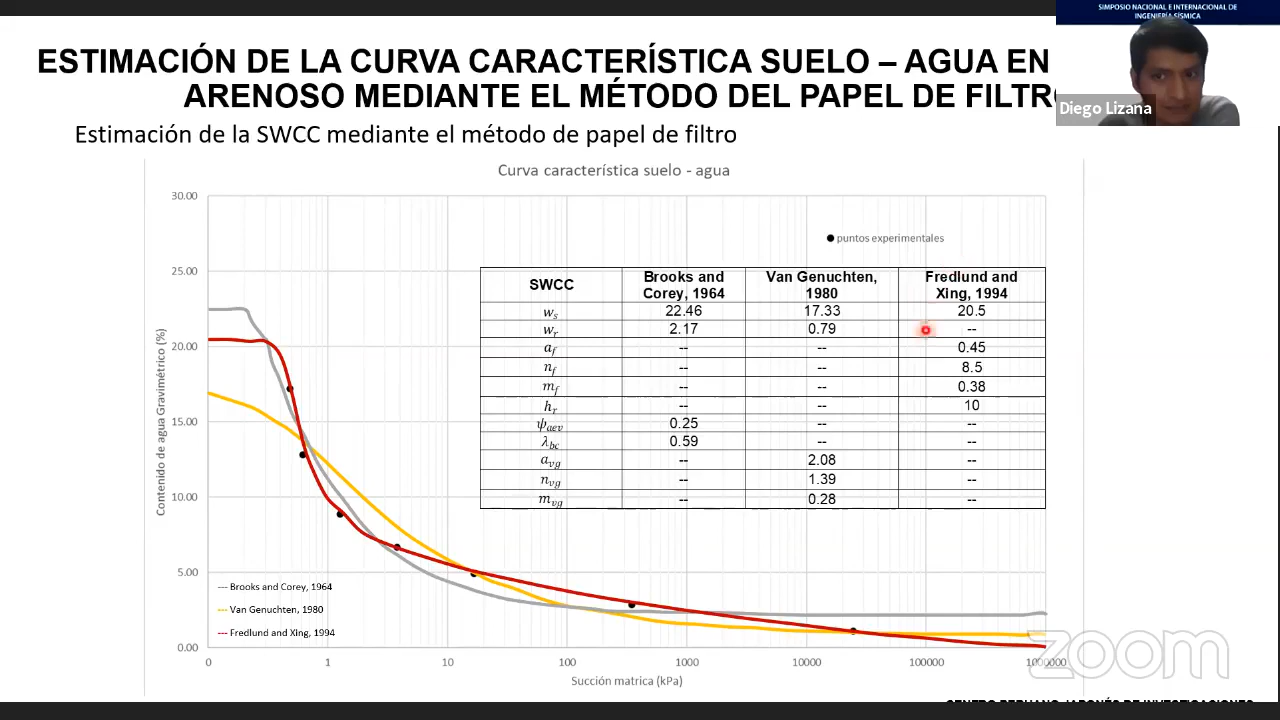 SIMPOSIO NACIONAL E INTERNACIONAL DE
INGENIERÍA SÍSMICA
Diego Lizana
ESTIMACIÓN DE LA CURVA CARACTERÍSTICA SUELO – AGUA EN
ARENOSO MEDIANTE EL MÉTODO DEL PAPEL DE FILTRO
Estimación de la SWCC mediante el método de papel de filtro
Curva característica suelo - agua
puntos experimentales
SWCC Brooks and Corey, 1964 Van Genuchten, 1980 Fredlund and Xing, 1994
w_s 22.46 17.33 20.5
w_r 2.17 0.79 --
a_f -- -- 0.45
n_f -- -- 8.5
m_f -- -- 0.38
h_r -- -- 10
ψ_aev 0.25 -- --
λ_bc 0.59 -- --
a_vg -- 2.08 --
n_vg -- 1.39 --
m_vg -- 0.28 --
Contenido de agua Gravimétrico (%)
30.00
25.00
20.00
15.00
10.00
5.00
0.00
--- Brooks and Corey, 1964
--- Van Genuchten, 1980
--- Fredlund and Xing, 1994
0 1 10 100 1000 10000 100000 1000000
Succión matrica (kPa)
zoom
CENTRO PERUANO JAPONÉS DE INVESTIGACIONES